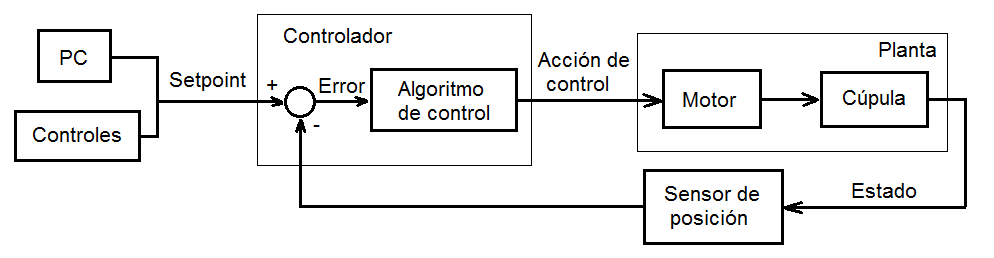 PC
Controles
Setpoint
Controlador
+
-
Error
Algoritmo
de control
Acción de
control
Planta
Motor
Cúpula
Estado
Sensor de
posición